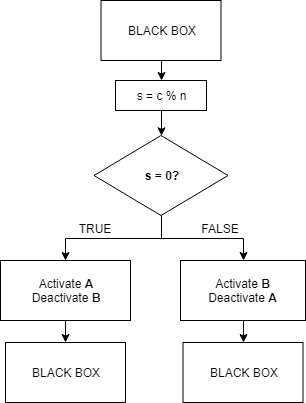 BLACK BOX
s = c % n
s = 0?
TRUE
FALSE
Activate A
Deactivate B
Activate B
Deactivate A
BLACK BOX
BLACK BOX